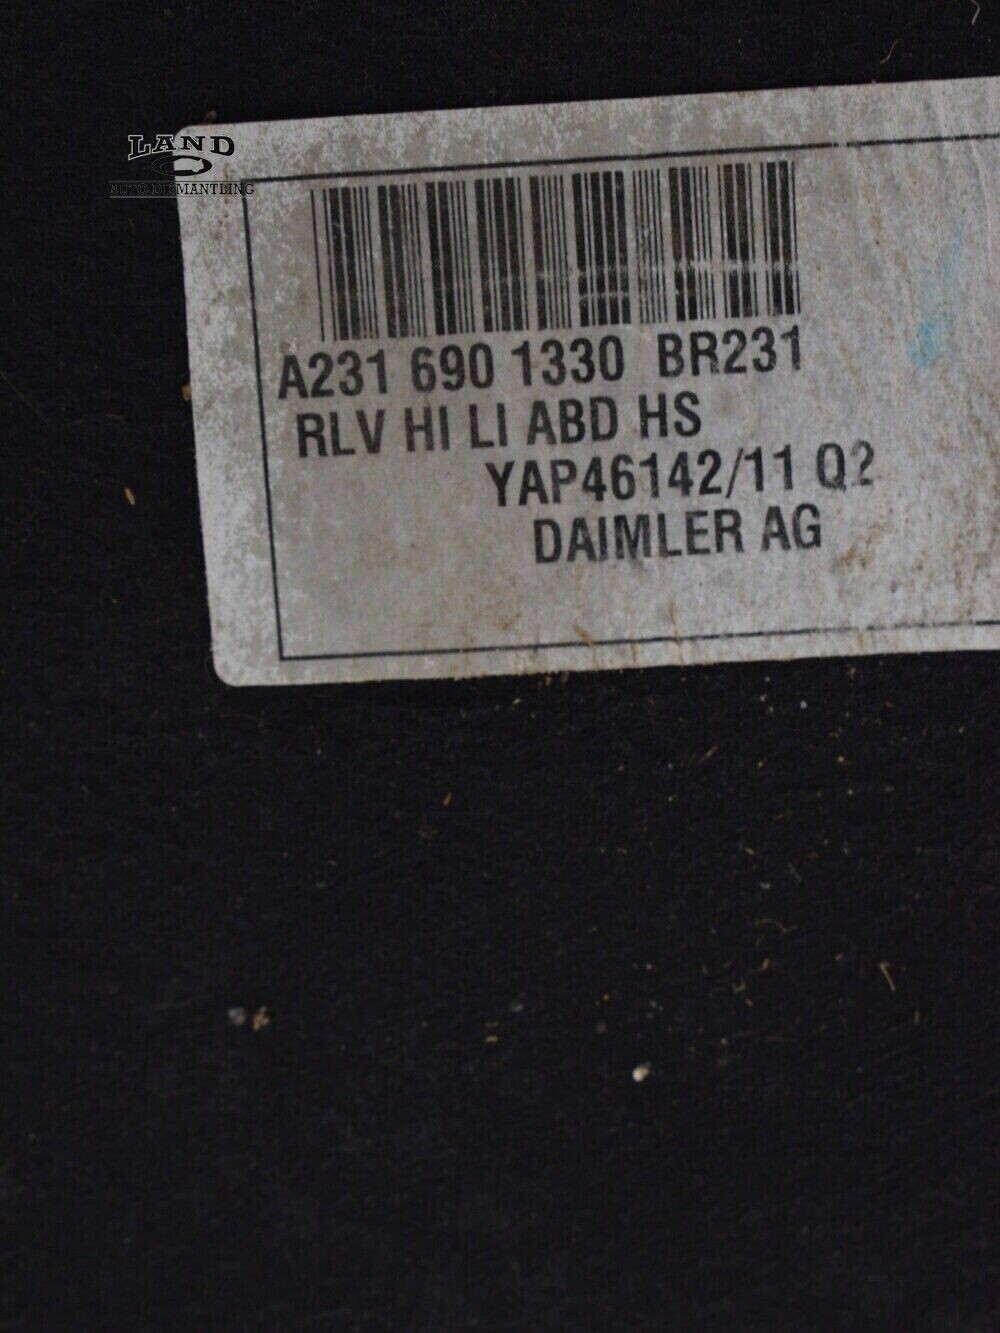 LAND
AUTO DISMANTLING
A231 690 1330 BR231
RLV HI LI ABD HS
YAP46142/11 Q2
DAIMLER AG